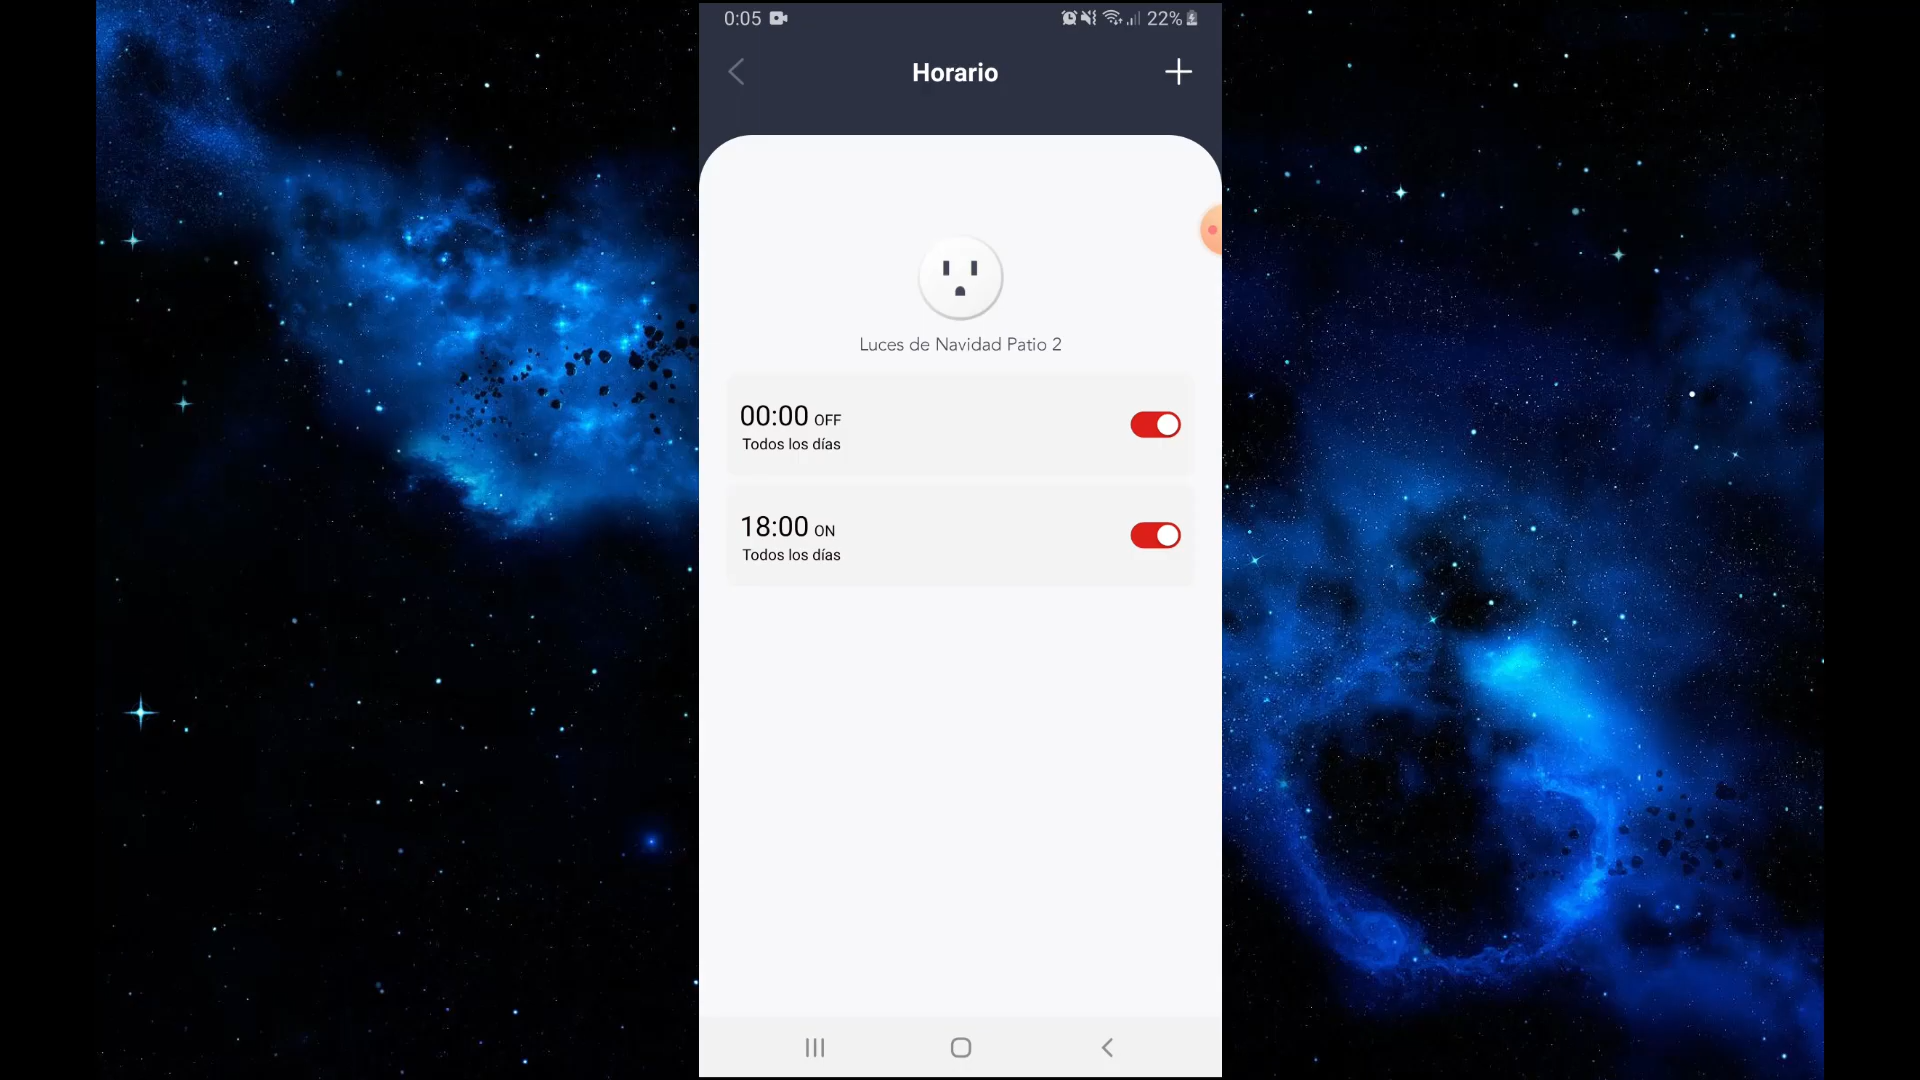 0:05 22%
Horario
Luces de Navidad Patio 2
00:00 OFF
Todos los días
18:00 ON
Todos los días